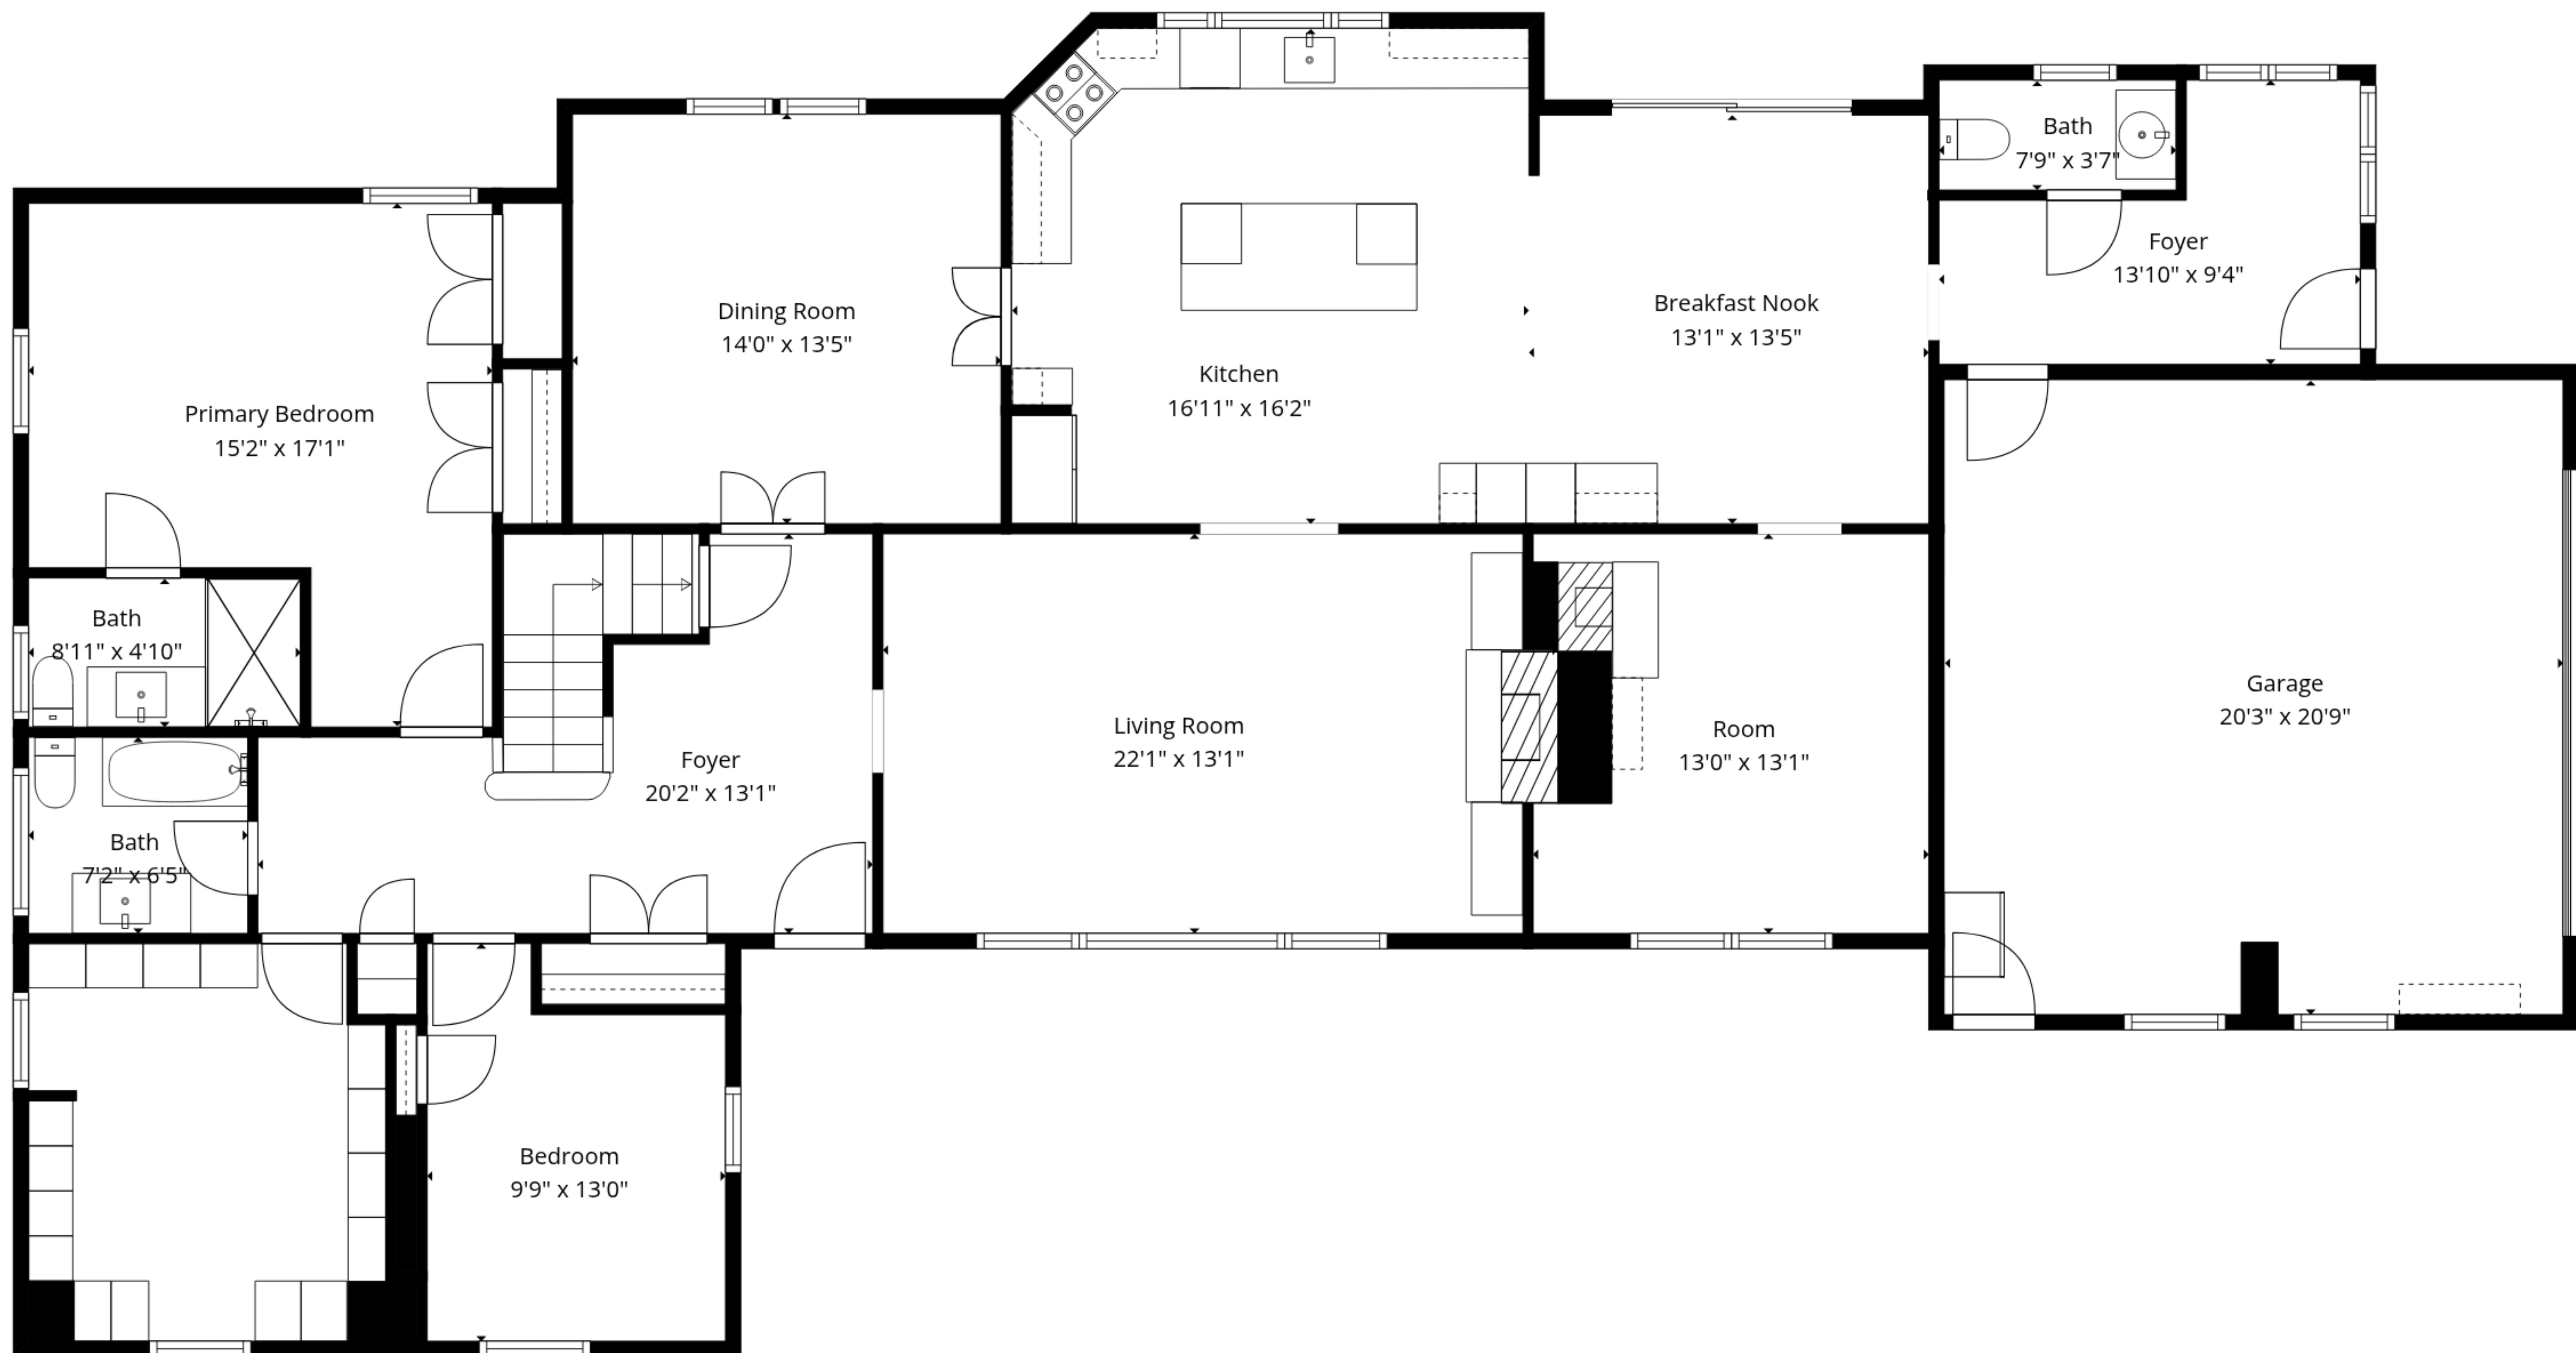 Bath
7'9" x 3'7"
Foyer
13'10" x 9'4"
Dining Room
14'0" x 13'5"
Breakfast Nook
13'1" x 13'5"
Kitchen
16'11" x 16'2"
Primary Bedroom
15'2" x 17'1"
Bath
8'11" x 4'10"
Garage
20'3" x 20'9"
Living Room
22'1" x 13'1"
Room
13'0" x 13'1"
Foyer
20'2" x 13'1"
Bath
7'2" x 6'5"
Bedroom
9'9" x 13'0"